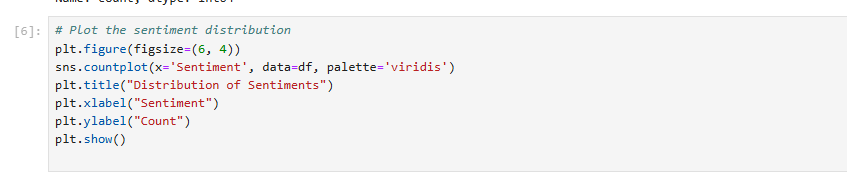 [6]: # Plot the sentiment distribution
plt.figure(figsize=(6, 4))
sns.countplot(x='Sentiment', data=df, palette='viridis')
plt.title("Distribution of Sentiments")
plt.xlabel("Sentiment")
plt.ylabel("Count")
plt.show()